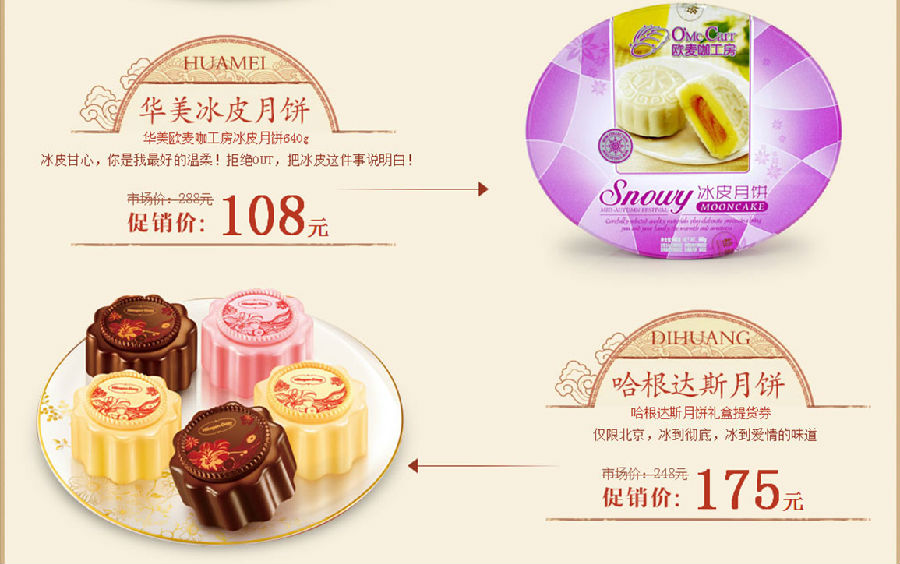 HUAMEI
华美冰皮月饼
华美欧麦咖工房冰皮月饼640g
冰皮甘心，你是我最好的温柔！拒绝OUT，把冰皮这件事说明白！
市场价：288元
促销价：108元
O'Me Carr
欧麦咖工房
Snowy 冰皮月饼
MID-AUTUMN FESTIVAL MOONCAKE
DIHUANG
哈根达斯月饼
哈根达斯月饼礼盒提货券
仅限北京，冰到彻底，冰到爱情的味道
市场价：248元
促销价：175元